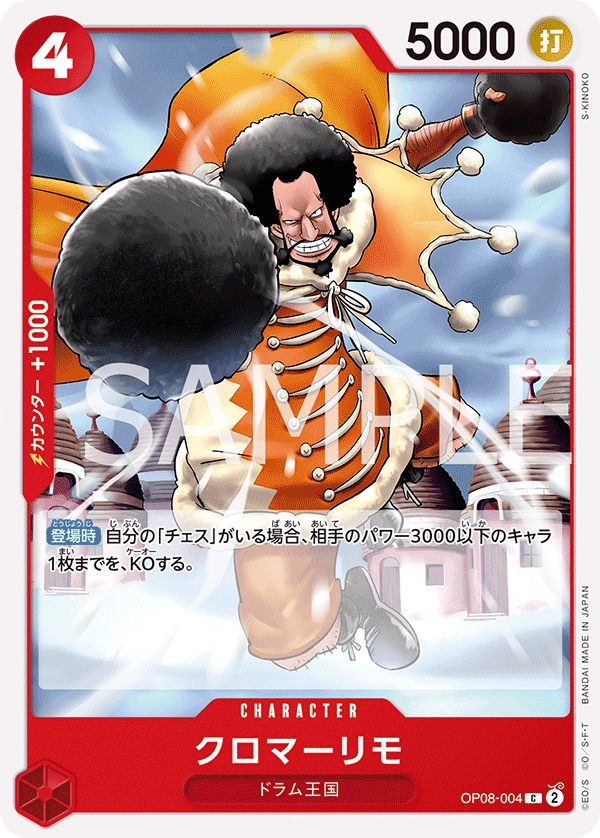 4
5000 打
S-KINOKO
カウンター +1000
SAMPLE
登場時 自分の「チェス」がいる場合、相手のパワー3000以下のキャラ
1枚までを、KOする。
CHARACTER
クロマーリモ
ドラム王国
OP08-004 C 2
©E.O/S ©O/S・F・T BANDAI MADE IN JAPAN